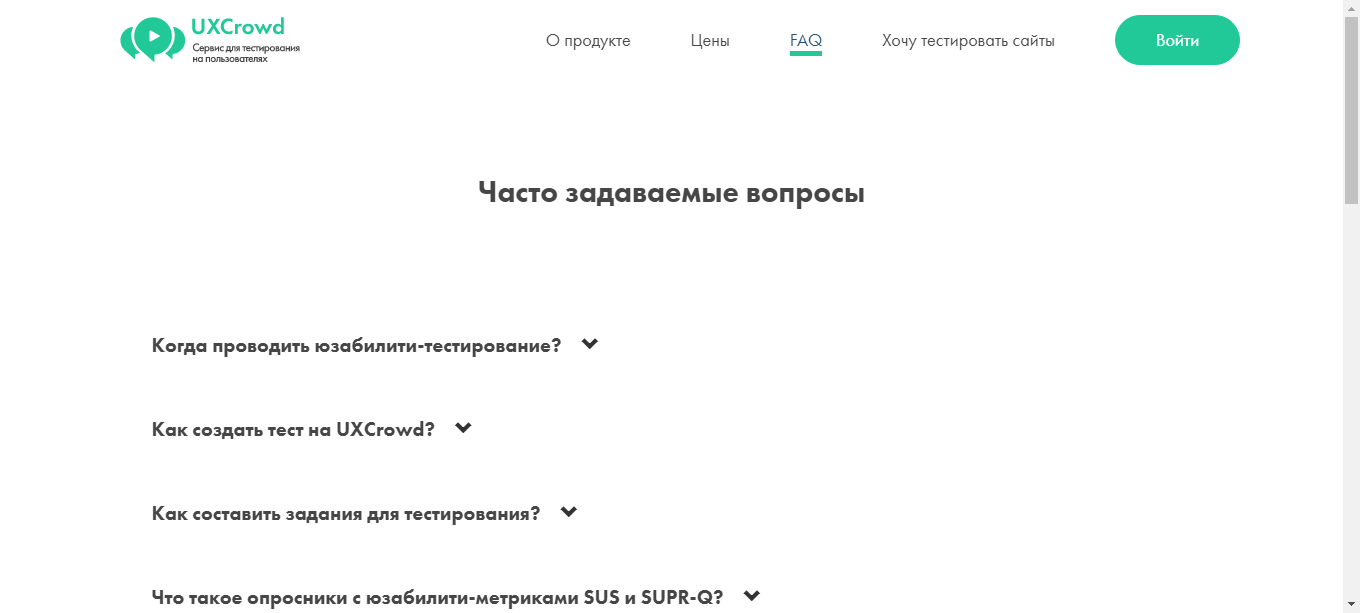 UXCrowd
Сервис для тестирования
на пользователях
О продукте
Цены
FAQ
Хочу тестировать сайты
Войти
Часто задаваемые вопросы
Когда проводить юзабилити-тестирование?
Как создать тест на UXCrowd?
Как составить задания для тестирования?
Что такое опросники с юзабилити-метриками SUS и SUPR-Q?